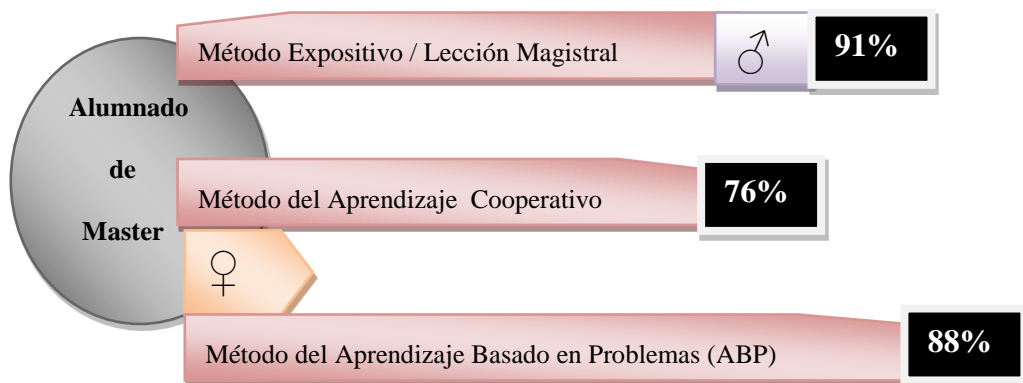 Método Expositivo / Lección Magistral
♂
91%
Alumnado
de
Master
Método del Aprendizaje Cooperativo
76%
♀
Método del Aprendizaje Basado en Problemas (ABP)
88%